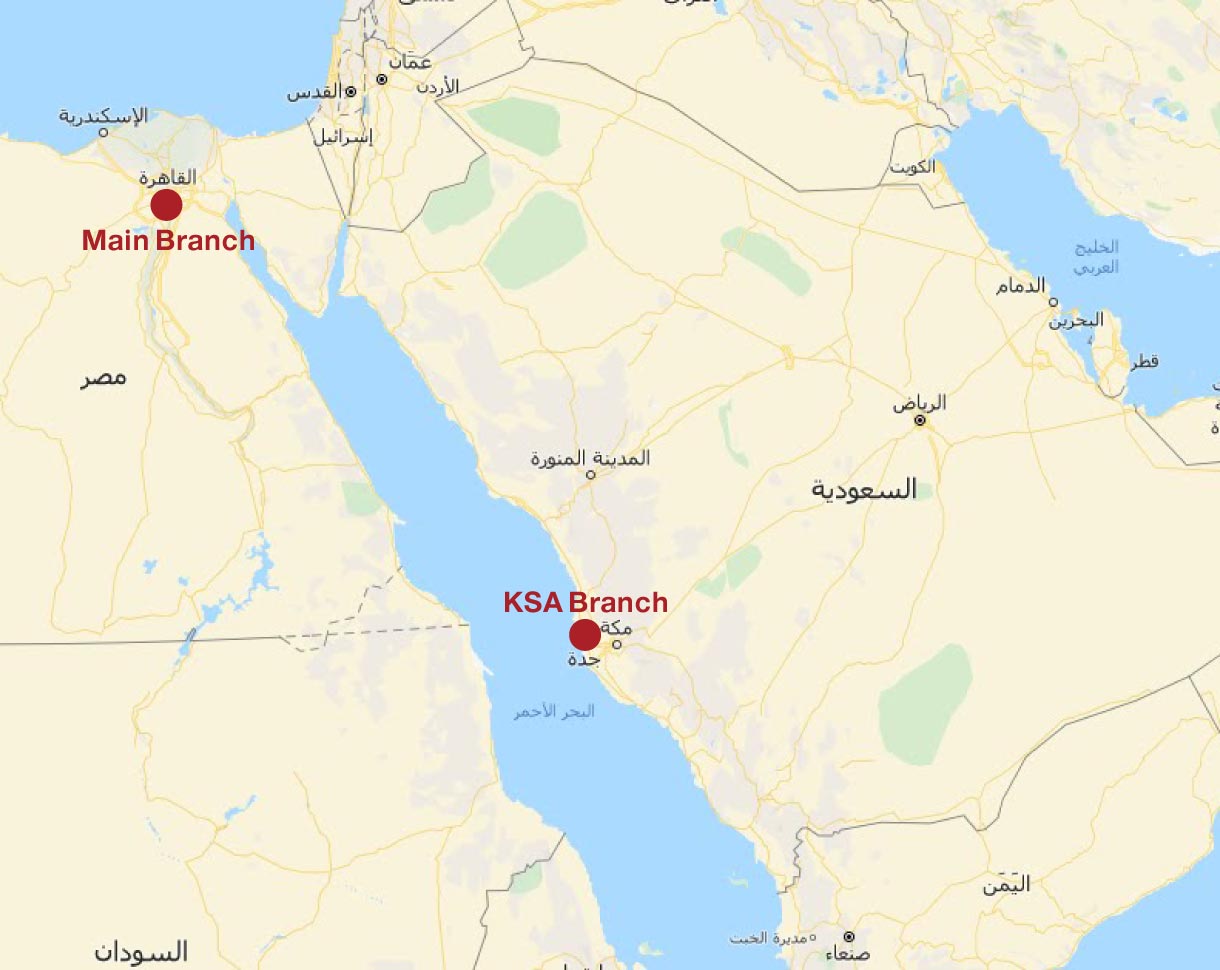 عمّان
الأردن
القدس
الإسكندرية
إسرائيل
الكويت
القاهرة
Main Branch
الخليج
العربي
الدمام
البحرين
قطر
مصر
الرياض
المدينة المنورة
السعودية
KSA Branch
مكة
جدة
البحر الأحمر
اليَمَن
مديرية الخبت
صنعاء
السودان